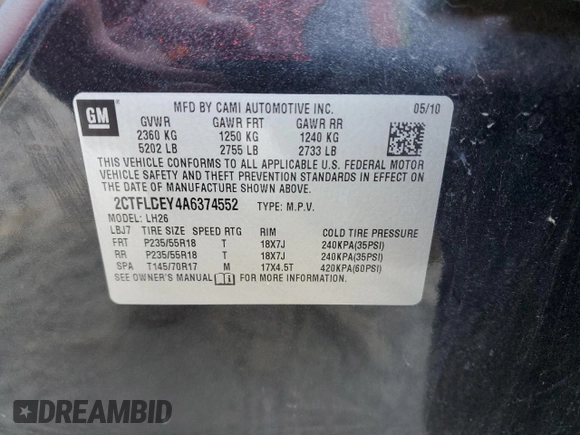 GM
MFD BY CAMI AUTOMOTIVE INC. 05/10
GVWR GAWR FRT GAWR RR
2360 KG 1250 KG 1240 KG
5202 LB 2755 LB 2733 LB
THIS VEHICLE CONFORMS TO ALL APPLICABLE U.S. FEDERAL MOTOR
VEHICLE SAFETY AND THEFT PREVENTION STANDARDS IN EFFECT ON
THE DATE OF MANUFACTURE SHOWN ABOVE.
2CTFLDEY4A6374552 TYPE: M.P.V.
MODEL: LH26
LBJ7 TIRE SIZE SPEED RTG RIM COLD TIRE PRESSURE
FRT P235/55R18 T 18X7J 240KPA(35PSI)
RR P235/55R18 T 18X7J 240KPA(35PSI)
SPA T145/70R17 M 17X4.5T 420KPA(60PSI)
SEE OWNER'S MANUAL FOR MORE INFORMATION.
DREAMBID